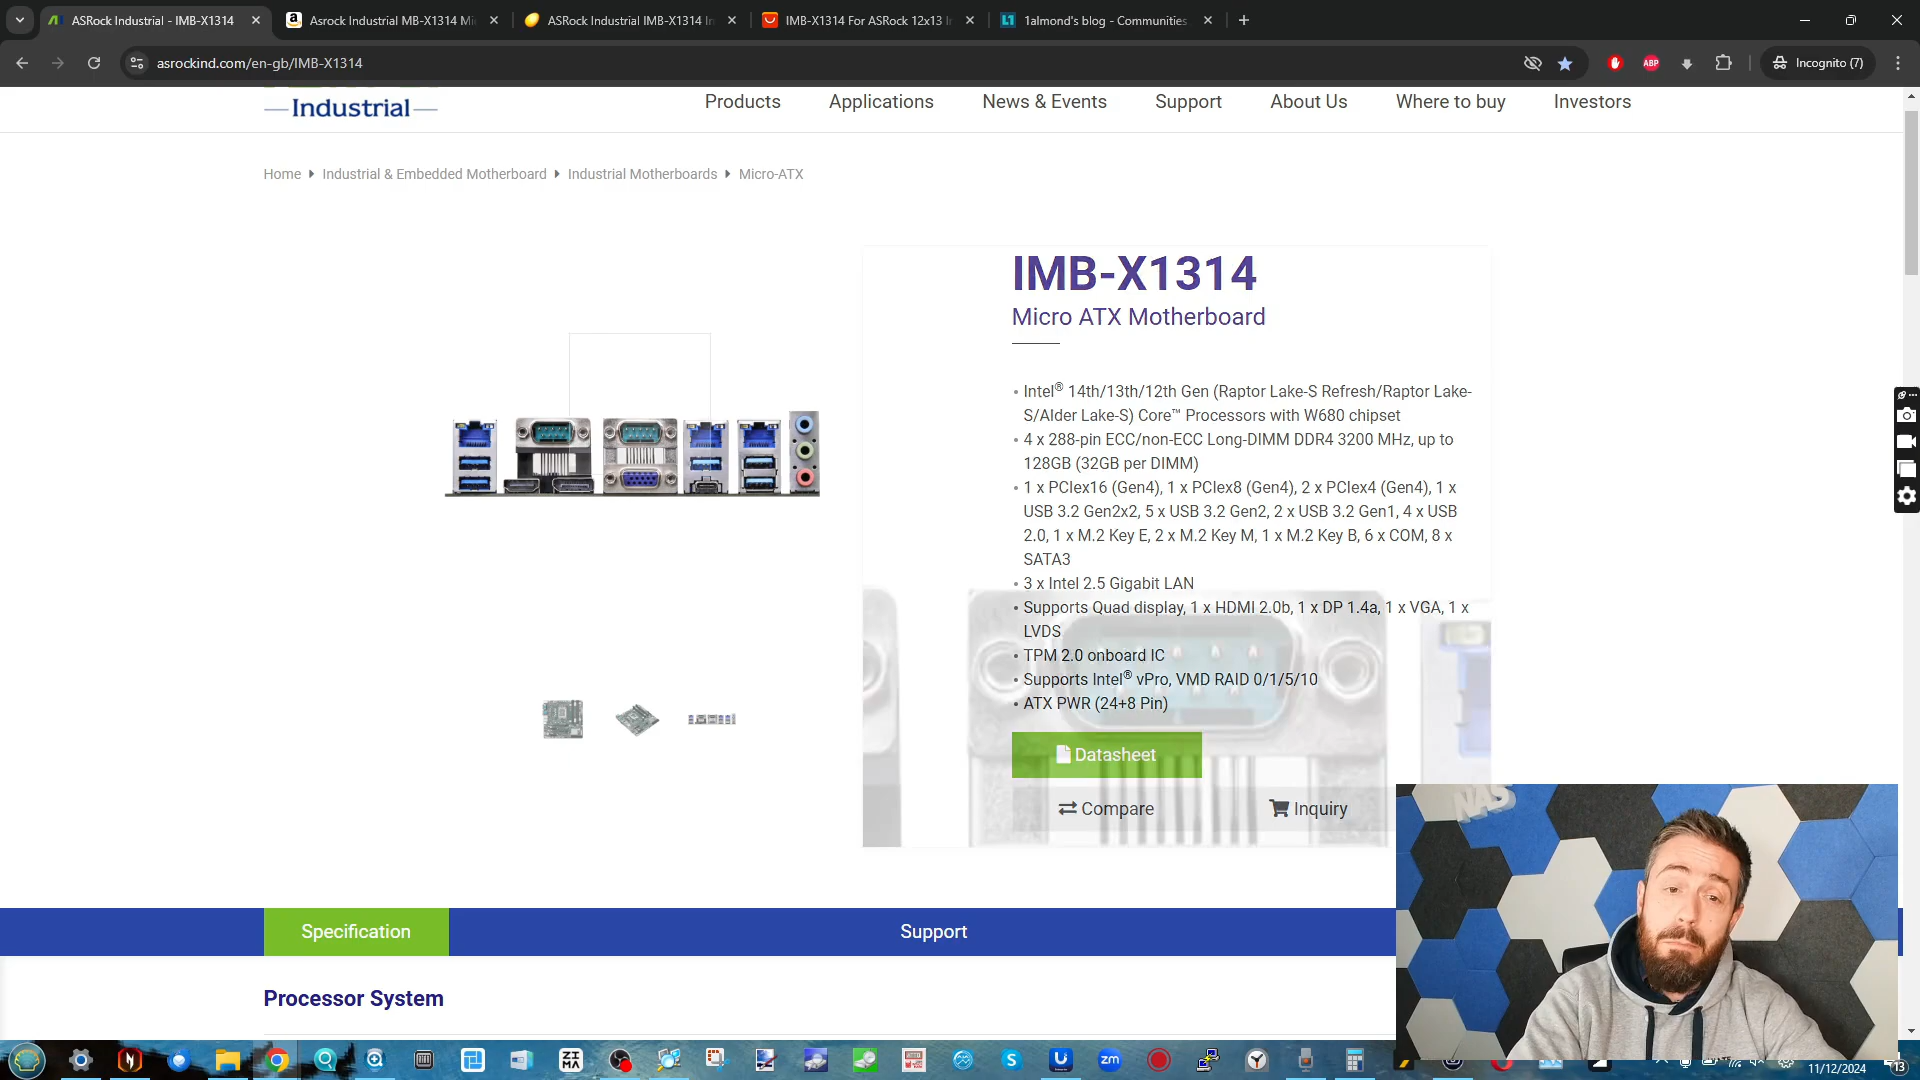 ASRock Industrial - IMB-X1314
Asrock Industrial MB-X1314 Mi
ASRock Industrial IMB-X1314 In
IMB-X1314 For ASRock 12x13 In
1almond's blog - Communities
asrockind.com/en-gb/IMB-X1314
ABP
Incognito (7)
Industrial
Products
Applications
News & Events
Support
About Us
Where to buy
Investors
Home
Industrial & Embedded Motherboard
Industrial Motherboards
Micro-ATX
IMB-X1314
Micro ATX Motherboard
• Intel® 14th/13th/12th Gen (Raptor Lake-S Refresh/Raptor Lake-
S/Alder Lake-S) Core™ Processors with W680 chipset
• 4 x 288-pin ECC/non-ECC Long-DIMM DDR4 3200 MHz, up to
128GB (32GB per DIMM)
• 1 x PCIex16 (Gen4), 1 x PCIex8 (Gen4), 2 x PCIex4 (Gen4), 1 x
USB 3.2 Gen2x2, 5 x USB 3.2 Gen2, 2 x USB 3.2 Gen1, 4 x USB
2.0, 1 x M.2 Key E, 2 x M.2 Key M, 1 x M.2 Key B, 6 x COM, 8 x
SATA3
• 3 x Intel 2.5 Gigabit LAN
• Supports Quad display, 1 x HDMI 2.0b, 1 x DP 1.4a, 1 x VGA, 1 x
LVDS
• TPM 2.0 onboard IC
• Supports Intel® vPro, VMD RAID 0/1/5/10
• ATX PWR (24+8 Pin)
Datasheet
Compare
Inquiry
NAS
Specification
Support
Processor System
ZI
MA
zm
11/12/2024
13